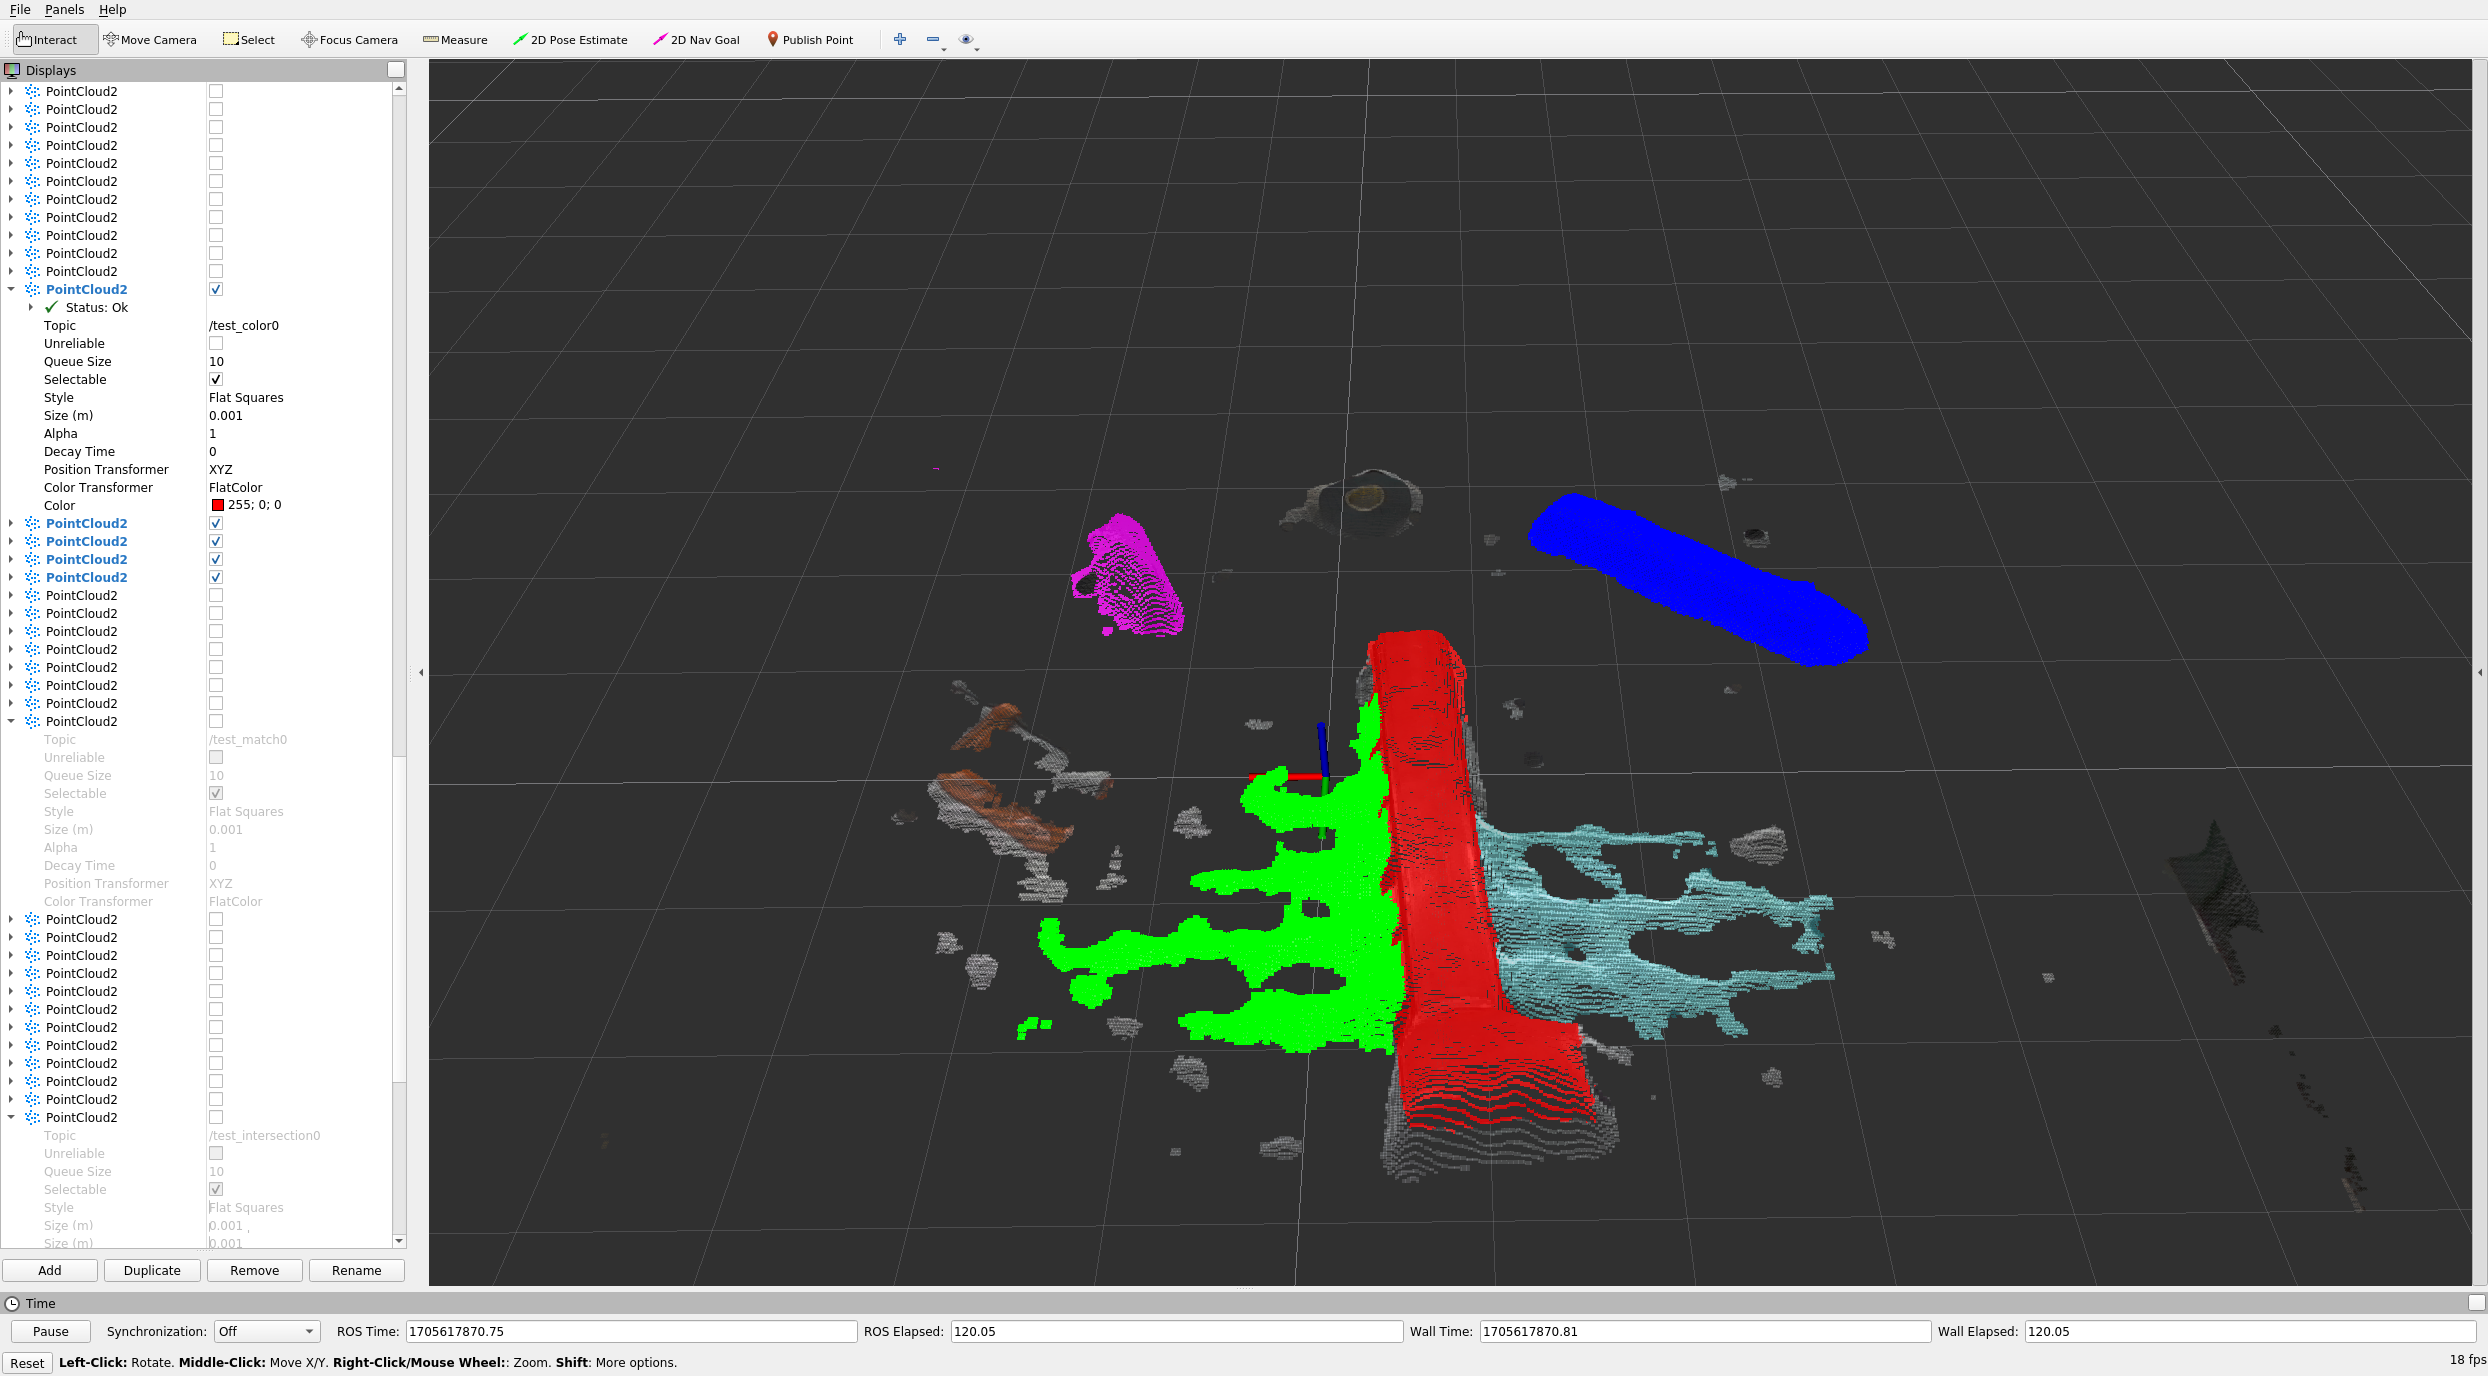 File Panels Help
Interact Move Camera Select Focus Camera Measure 2D Pose Estimate 2D Nav Goal Publish Point
Displays
PointCloud2
PointCloud2
PointCloud2
PointCloud2
PointCloud2
PointCloud2
PointCloud2
PointCloud2
PointCloud2
PointCloud2
PointCloud2
PointCloud2
Status: Ok
Topic /test_color0
Unreliable
Queue Size 10
Selectable
Style Flat Squares
Size (m) 0.001
Alpha 1
Decay Time 0
Position Transformer XYZ
Color Transformer FlatColor
Color 255; 0; 0
PointCloud2
PointCloud2
PointCloud2
PointCloud2
PointCloud2
PointCloud2
PointCloud2
PointCloud2
PointCloud2
PointCloud2
PointCloud2
PointCloud2
Topic /test_match0
Unreliable
Queue Size 10
Selectable
Style Flat Squares
Size (m) 0.001
Alpha 1
Decay Time 0
Position Transformer XYZ
Color Transformer FlatColor
PointCloud2
PointCloud2
PointCloud2
PointCloud2
PointCloud2
PointCloud2
PointCloud2
PointCloud2
PointCloud2
PointCloud2
PointCloud2
PointCloud2
Topic /test_intersection0
Unreliable
Queue Size 10
Selectable
Style Flat Squares
Size (m) 0.001
Size (m) 0.001
Add Duplicate Remove Rename
Time
Pause Synchronization: Off ROS Time: 1705617870.75 ROS Elapsed: 120.05 Wall Time: 1705617870.81 Wall Elapsed: 120.05
Reset Left-Click: Rotate. Middle-Click: Move X/Y. Right-Click/Mouse Wheel:: Zoom. Shift: More options. 18 fps